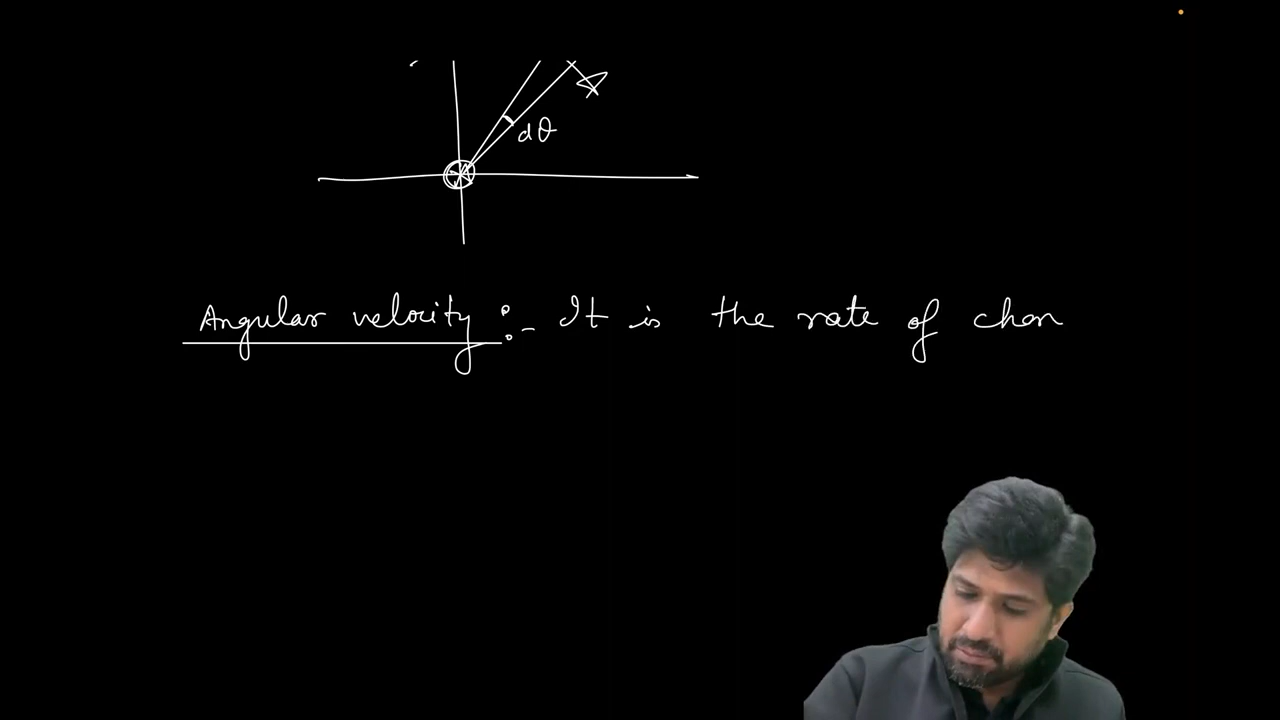 dθ
Angular velocity :- It is the rate of chan